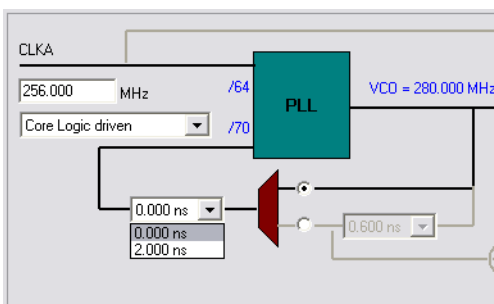 CLKA
256.000 MHz
/64
PLL
VCO = 280.000 MHz
Core Logic driven
/70
0.000 ns
0.600 ns
0.000 ns
2.000 ns